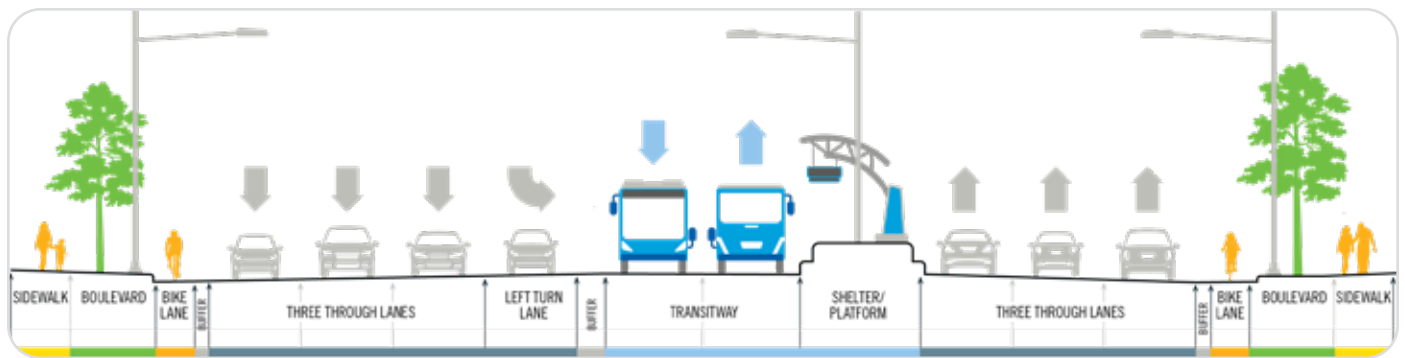 SIDEWALK
BOULEVARD
BIKE
LANE
BUFFER
THREE THROUGH LANES
LEFT TURN
LANE
BUFFER
TRANSITWAY
SHELTER/
PLATFORM
THREE THROUGH LANES
BUFFER
BIKE
LANE
BOULEVARD
SIDEWALK